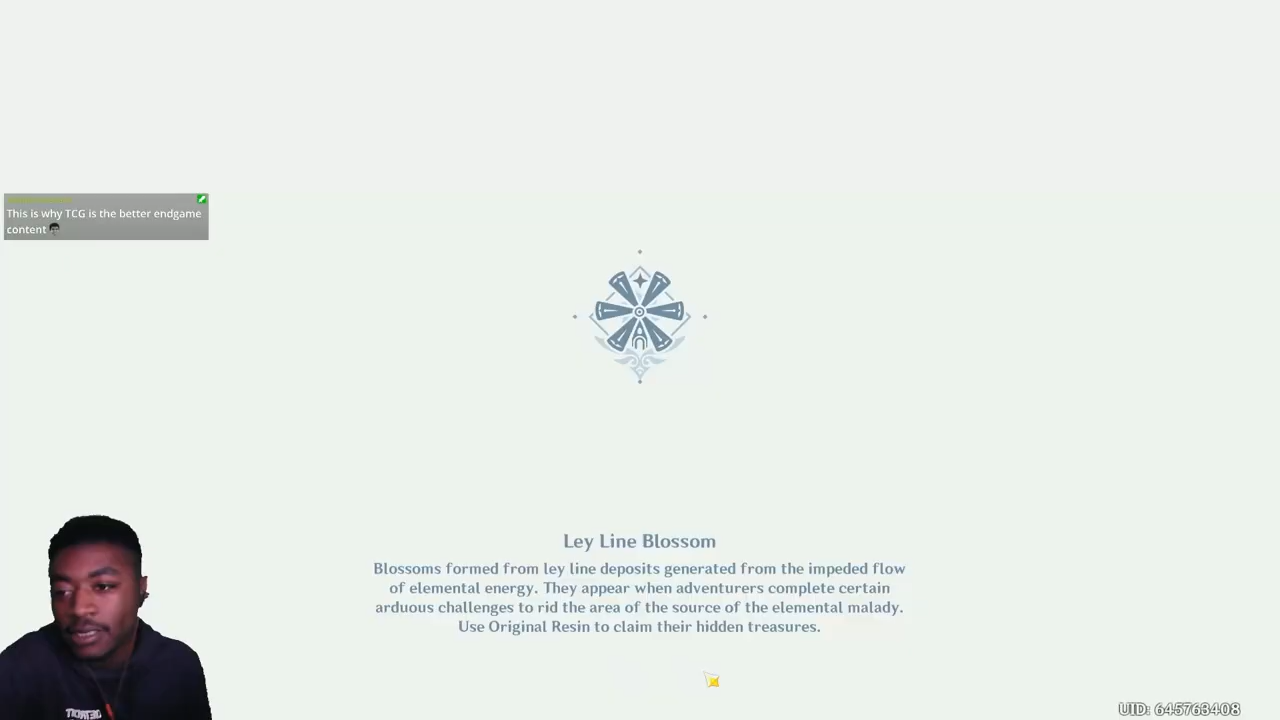 This is why TCG is the better endgame
content
Ley Line Blossom
Blossoms formed from ley line deposits generated from the impeded flow
of elemental energy. They appear when adventurers complete certain
arduous challenges to rid the area of the source of the elemental malady.
Use Original Resin to claim their hidden treasures.
DETROIT
UID: 645763408